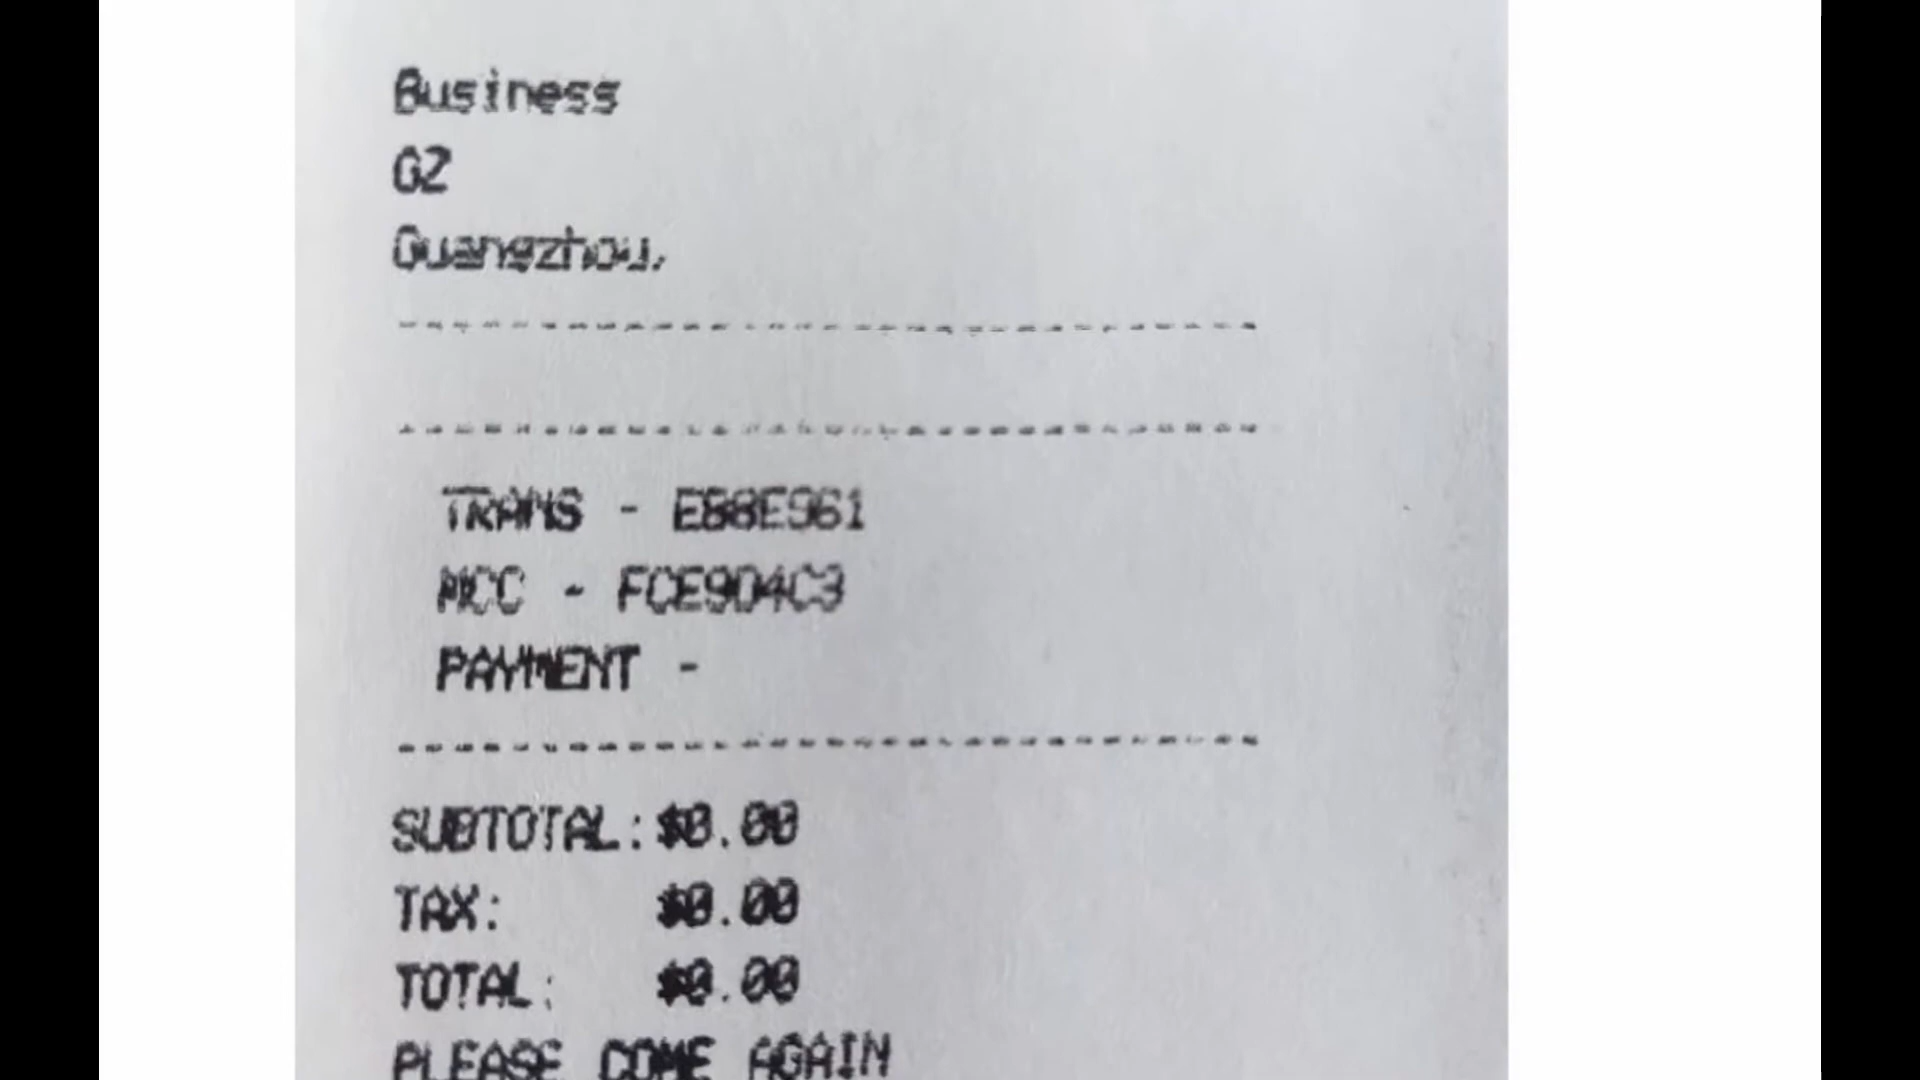 Business
GZ
Guangzhou,
-------------------------------
-------------------------------
TRANS - E88E961
MCC - FCE9D4C3
PAYMENT -
-------------------------------
SUBTOTAL:$0.00
TAX: $0.00
TOTAL: $0.00
PLEASE COME AGAIN